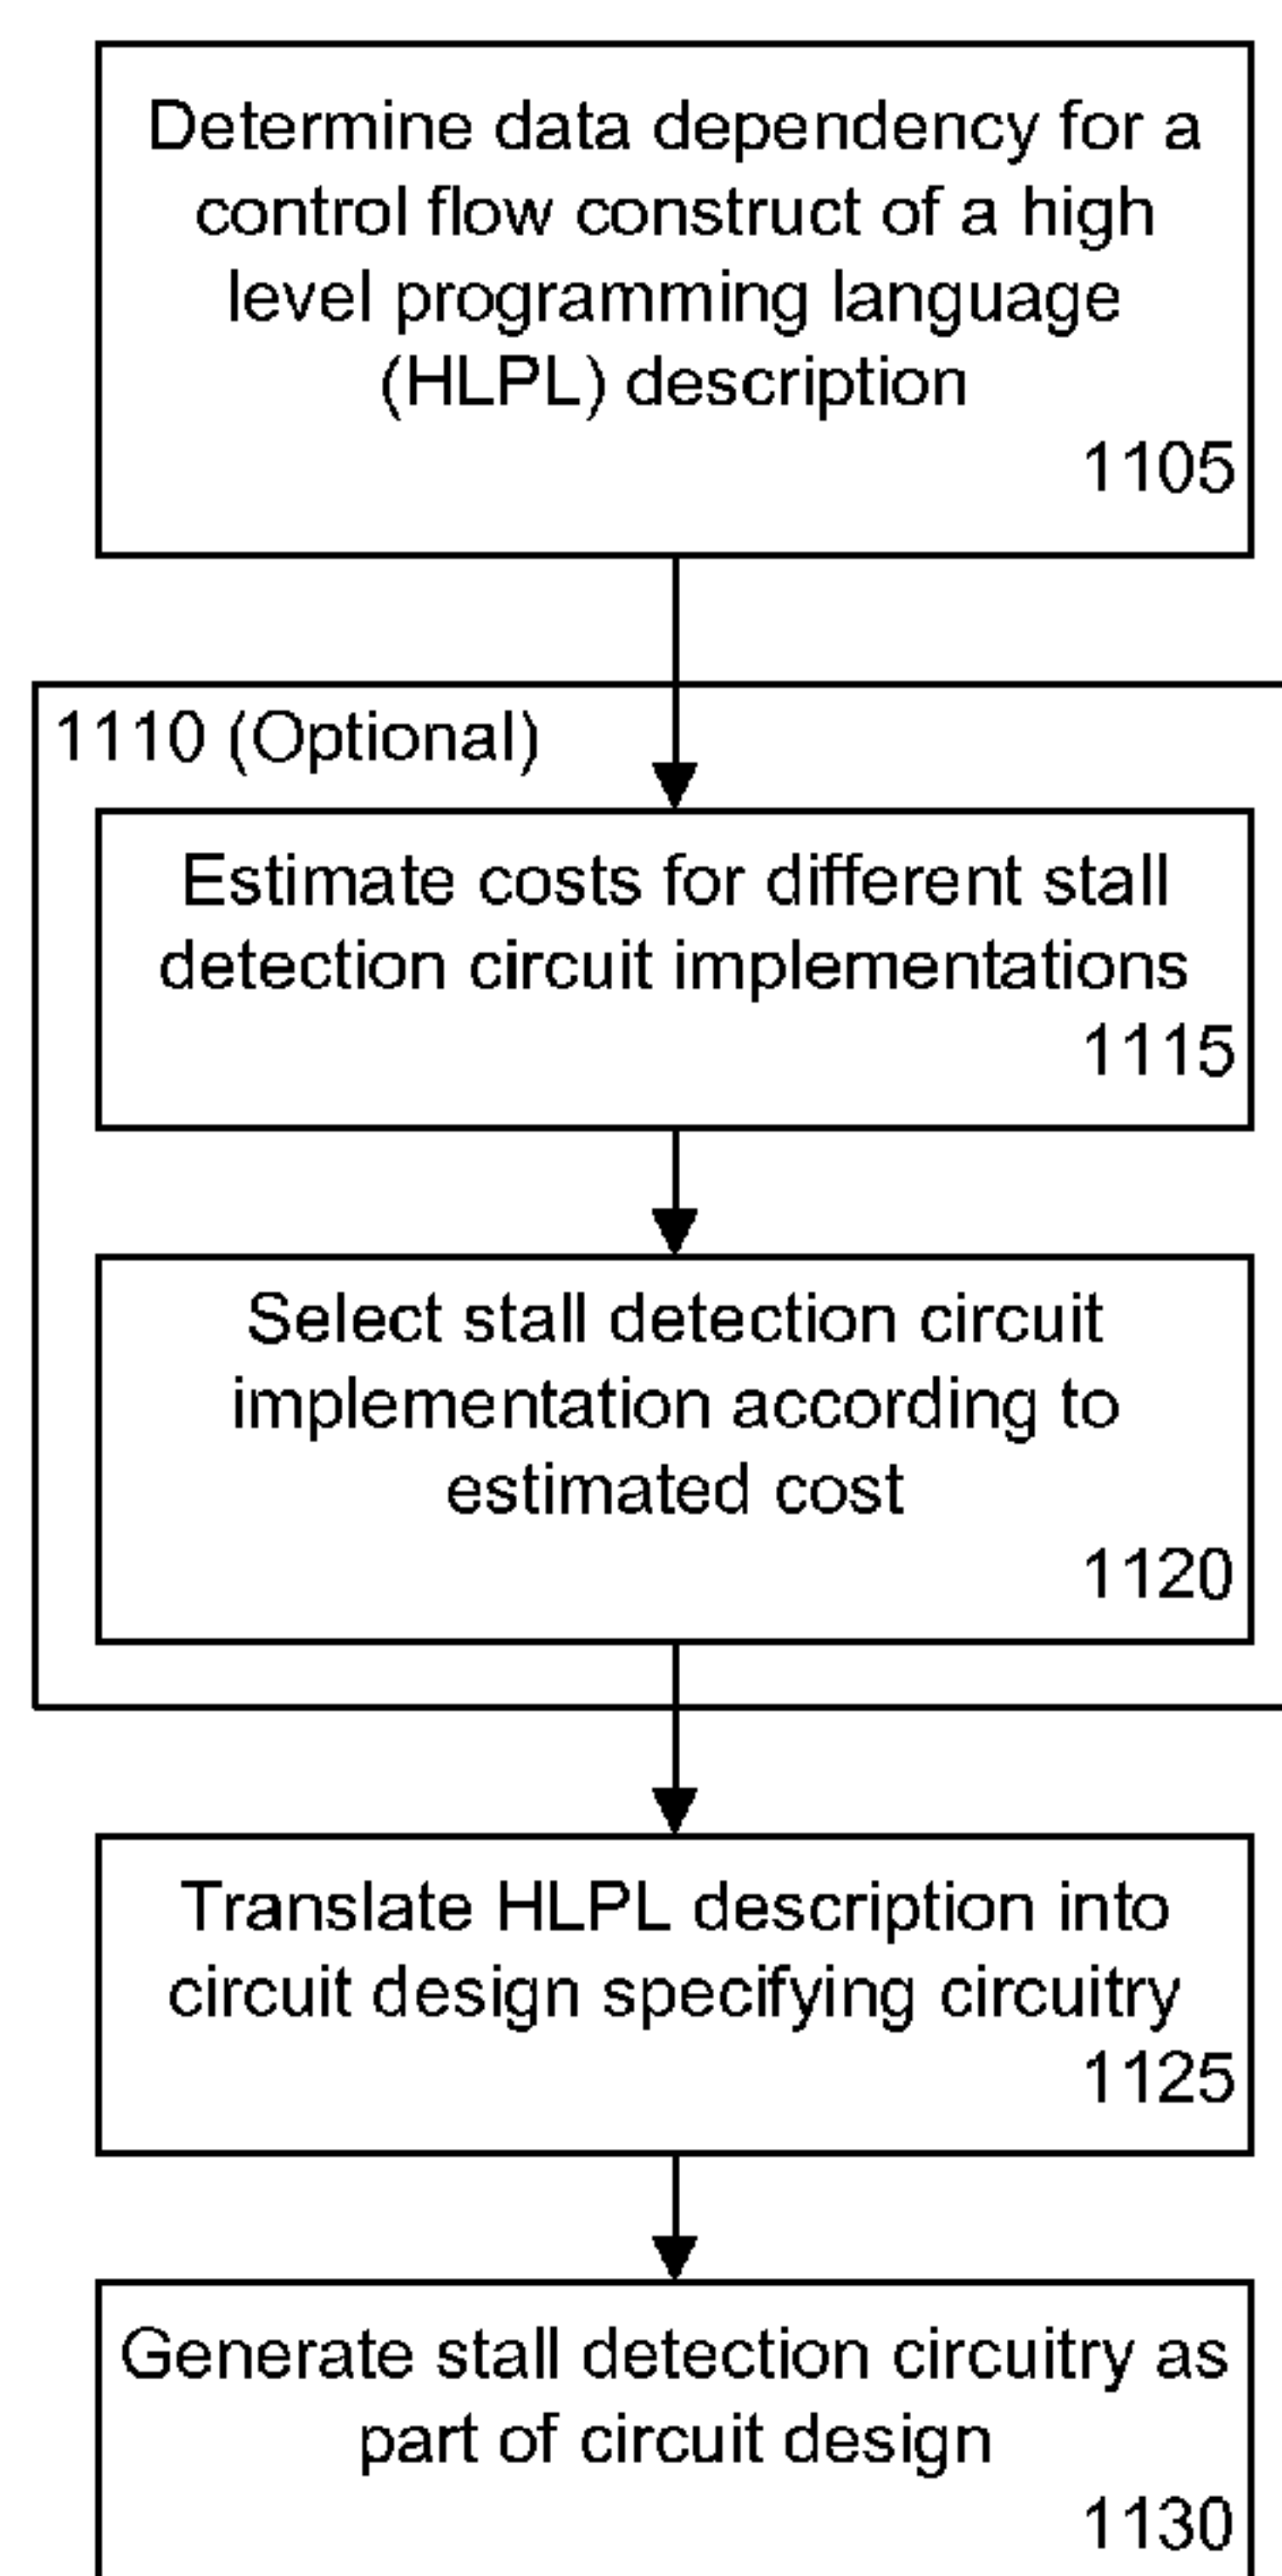 Determine data dependency for a
control flow construct of a high
level programming language
(HLPL) description
1105
1110 (Optional)
Estimate costs for different stall
detection circuit implementations
1115
Select stall detection circuit
implementation according to
estimated cost
1120
Translate HLPL description into
circuit design specifying circuitry
1125
Generate stall detection circuitry as
part of circuit design
1130